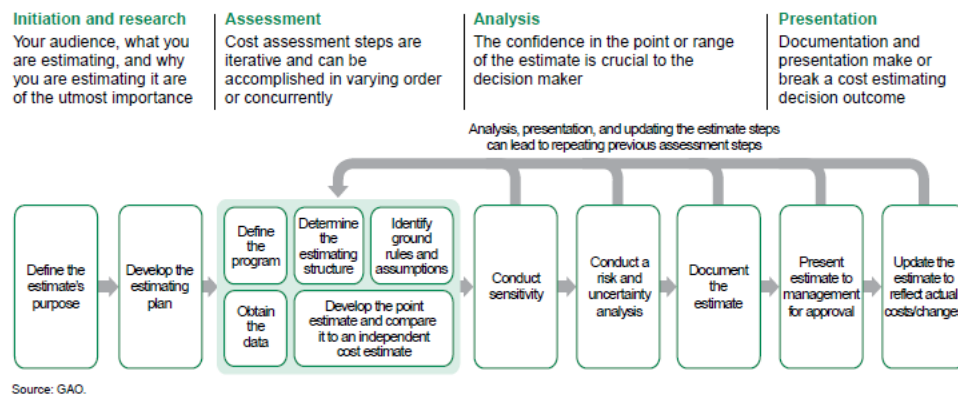 Initiation and research
Your audience, what you
are estimating, and why
you are estimating it are
of the utmost importance
Assessment
Cost assessment steps are
iterative and can be
accomplished in varying order
or concurrently
Analysis
The confidence in the point or range
of the estimate is crucial to the
decision maker
Presentation
Documentation and
presentation make or
break a cost estimating
decision outcome
Analysis, presentation, and updating the estimate steps
can lead to repeating previous assessment steps
Define the
estimate's
purpose
Develop the
estimating
plan
Define
the
program
Determine
the
estimating
structure
Identify
ground
rules and
assumptions
Obtain
the
data
Develop the point
estimate and compare
it to an independent
cost estimate
Conduct
sensitivity
Conduct a
risk and
uncertainty
analysis
Document
the
estimate
Present
estimate to
management
for approval
Update the
estimate to
reflect actual
costs/changes
Source: GAO.